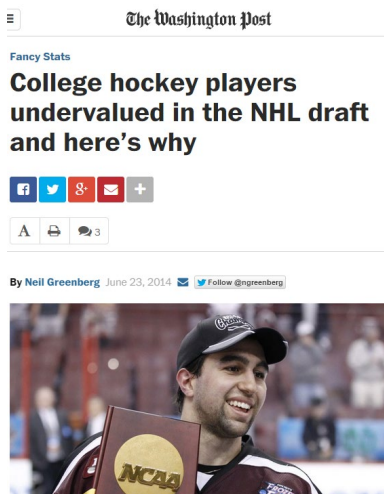 The Washington Post
Fancy Stats
College hockey players
undervalued in the NHL draft
and here's why
A 3
By Neil Greenberg June 23, 2014 Follow @ngreenberg
NCAA